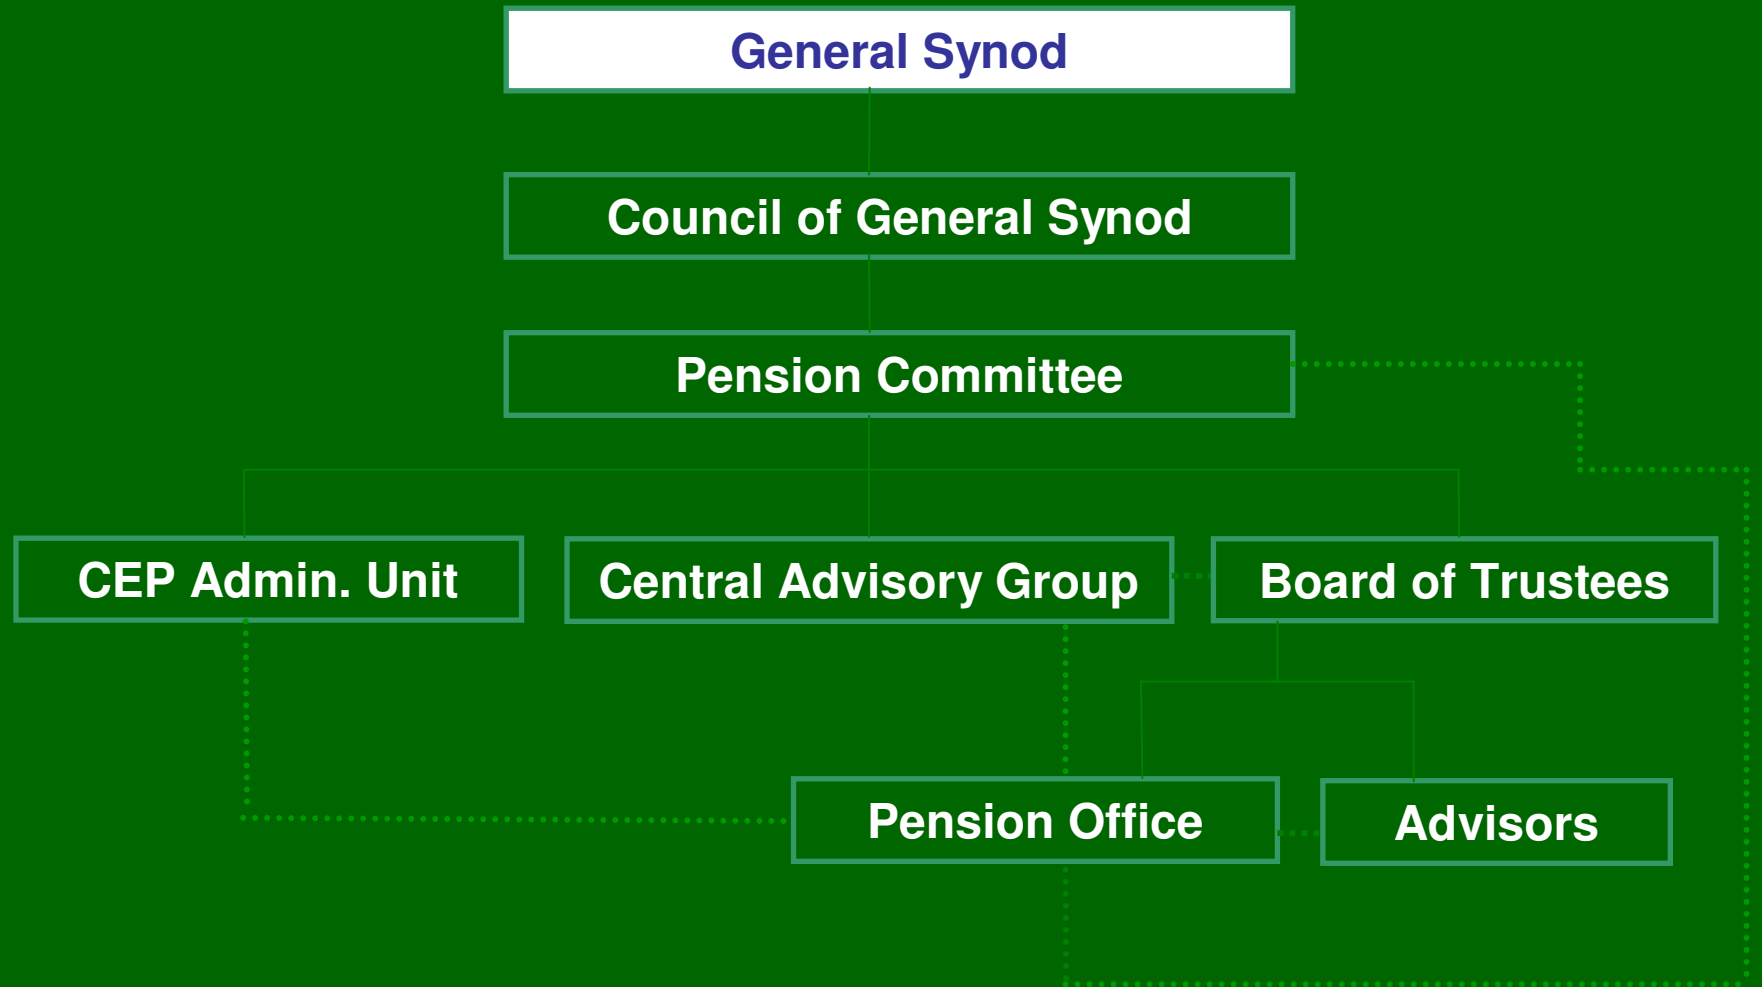 General Synod
Council of General Synod
Pension Committee
CEP Admin. Unit
Central Advisory Group
Board of Trustees
Pension Office
Advisors